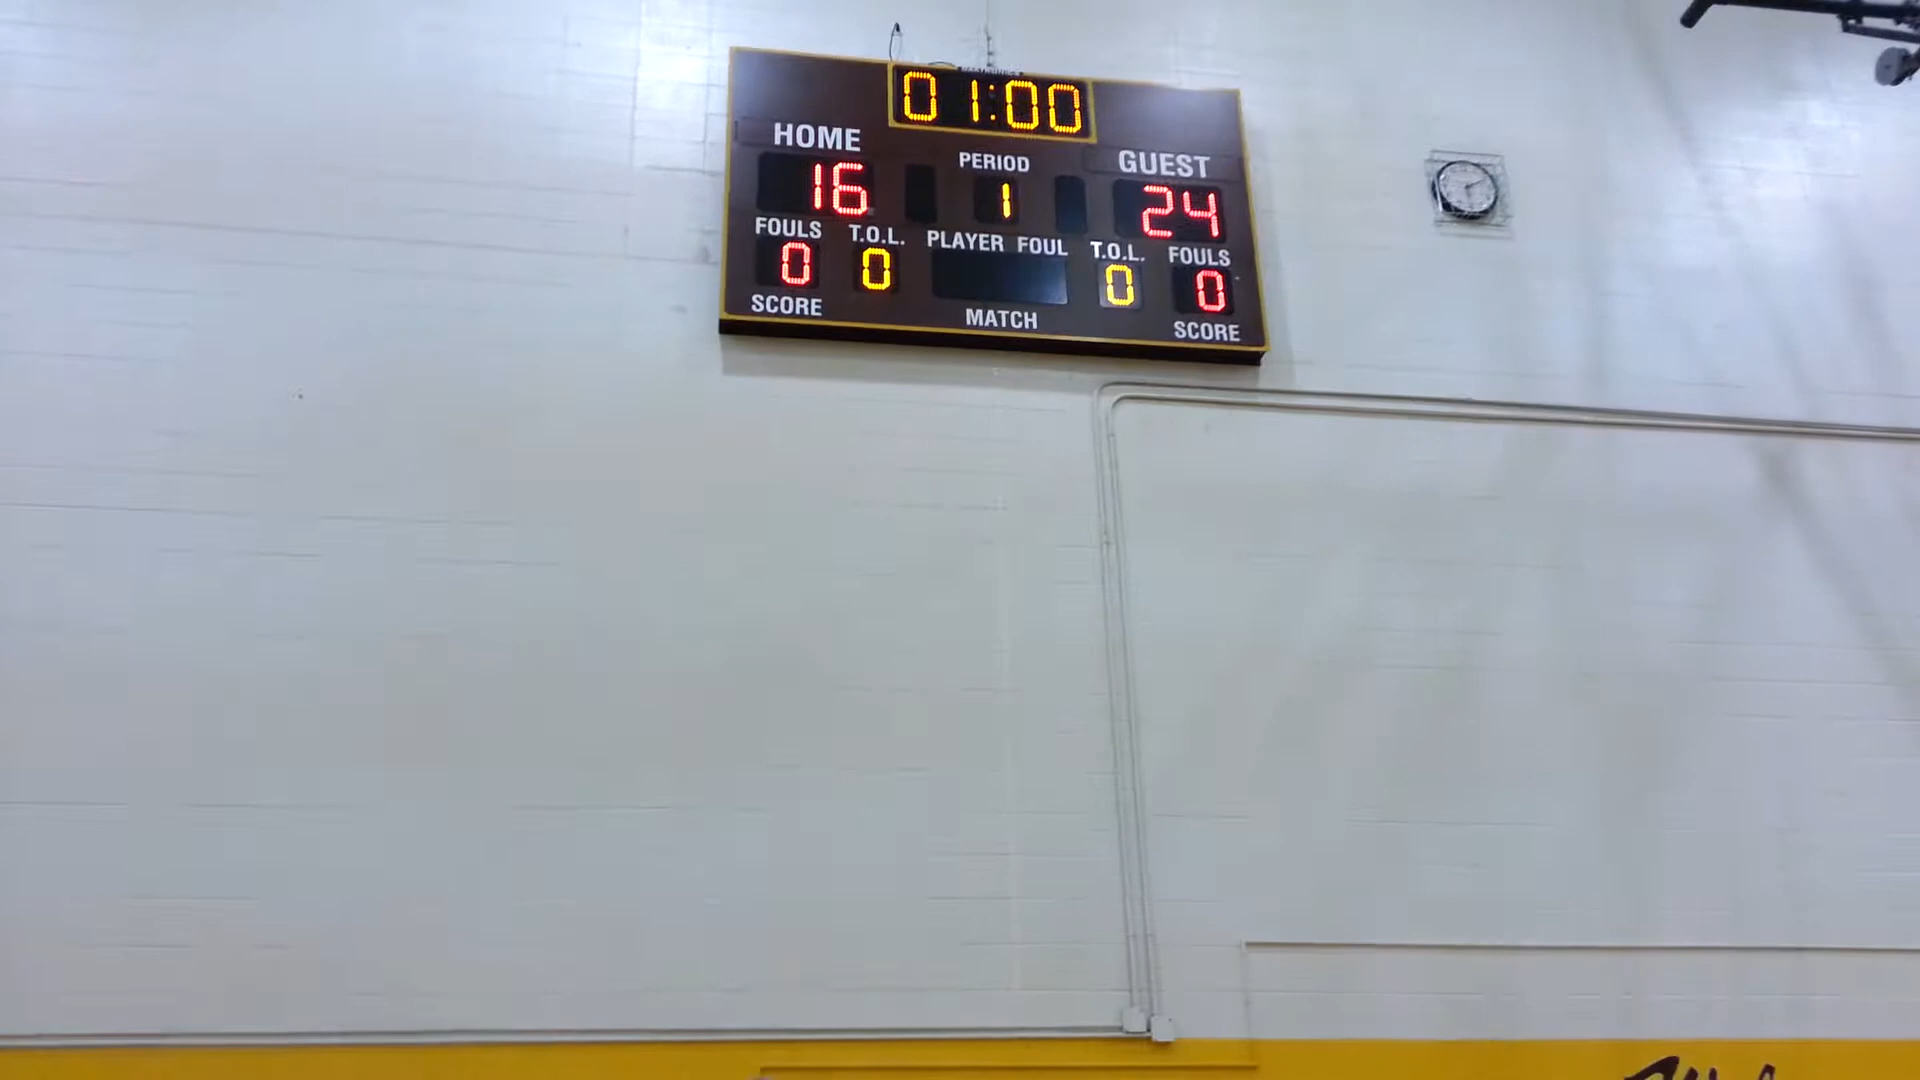 01:00
HOME PERIOD GUEST
16 1 24
FOULS T.O.L. PLAYER FOUL T.O.L. FOULS
0 0 0 0
SCORE MATCH SCORE